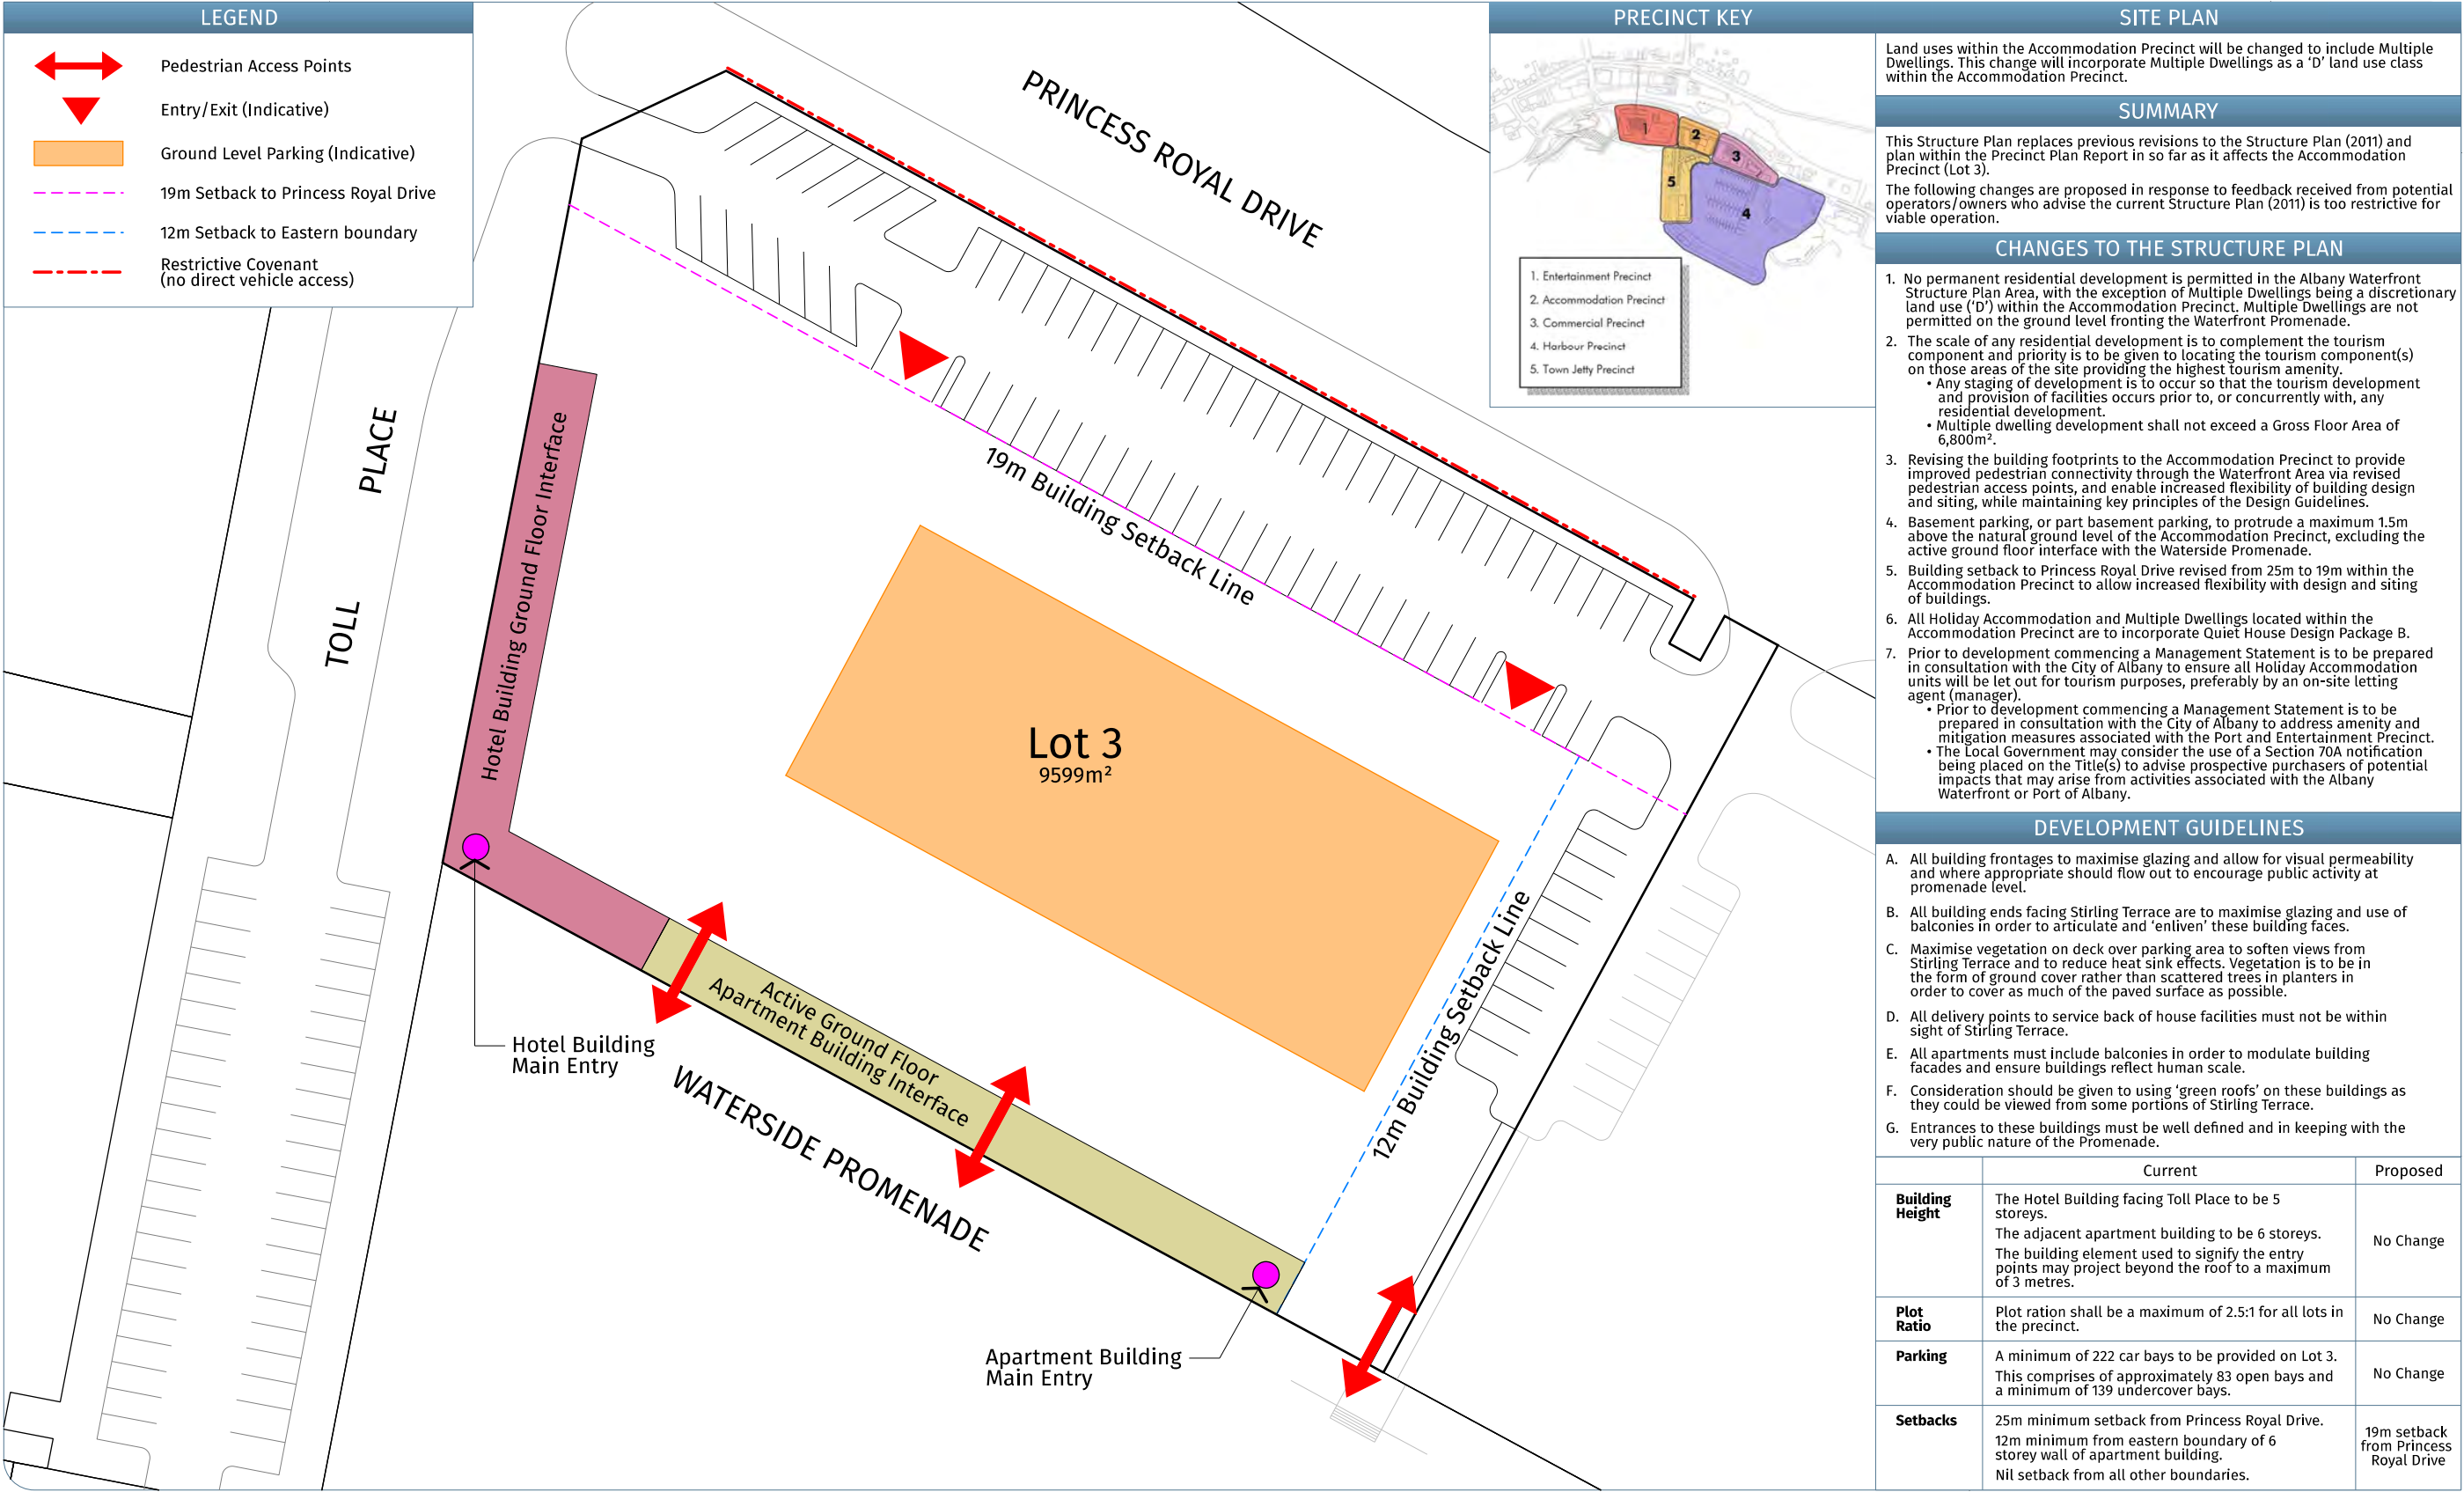 LEGEND
Pedestrian Access Points
Entry/Exit (Indicative)
Ground Level Parking (Indicative)
19m Setback to Princess Royal Drive
12m Setback to Eastern boundary
Restrictive Covenant
(no direct vehicle access)
PRINCESS ROYAL DRIVE
TOLL PLACE
Hotel Building Ground Floor Interface
19m Building Setback Line
Lot 3
9599m²
12m Building Setback Line
Active Ground Floor
Apartment Building Interface
Hotel Building
Main Entry
WATERSIDE PROMENADE
Apartment Building
Main Entry
PRECINCT KEY
1
2
3
5
4
1. Entertainment Precinct
2. Accommodation Precinct
3. Commercial Precinct
4. Harbour Precinct
5. Town Jetty Precinct
SITE PLAN
Land uses within the Accommodation Precinct will be changed to include Multiple
Dwellings. This change will incorporate Multiple Dwellings as a ‘D’ land use class
within the Accommodation Precinct.
SUMMARY
This Structure Plan replaces previous revisions to the Structure Plan (2011) and
plan within the Precinct Plan Report in so far as it affects the Accommodation
Precinct (Lot 3).
The following changes are proposed in response to feedback received from potential
operators/owners who advise the current Structure Plan (2011) is too restrictive for
viable operation.
CHANGES TO THE STRUCTURE PLAN
1. No permanent residential development is permitted in the Albany Waterfront
Structure Plan Area, with the exception of Multiple Dwellings being a discretionary
land use (‘D’) within the Accommodation Precinct. Multiple Dwellings are not
permitted on the ground level fronting the Waterfront Promenade.
2. The scale of any residential development is to complement the tourism
component and priority is to be given to locating the tourism component(s)
on those areas of the site providing the highest tourism amenity.
• Any staging of development is to occur so that the tourism development
and provision of facilities occurs prior to, or concurrently with, any
residential development.
• Multiple dwelling development shall not exceed a Gross Floor Area of
6,800m².
3. Revising the building footprints to the Accommodation Precinct to provide
improved pedestrian connectivity through the Waterfront Area via revised
pedestrian access points, and enable increased flexibility of building design
and siting, while maintaining key principles of the Design Guidelines.
4. Basement parking, or part basement parking, to protrude a maximum 1.5m
above the natural ground level of the Accommodation Precinct, excluding the
active ground floor interface with the Waterside Promenade.
5. Building setback to Princess Royal Drive revised from 25m to 19m within the
Accommodation Precinct to allow increased flexibility with design and siting
of buildings.
6. All Holiday Accommodation and Multiple Dwellings located within the
Accommodation Precinct are to incorporate Quiet House Design Package B.
7. Prior to development commencing a Management Statement is to be prepared
in consultation with the City of Albany to ensure all Holiday Accommodation
units will be let out for tourism purposes, preferably by an on-site letting
agent (manager).
• Prior to development commencing a Management Statement is to be
prepared in consultation with the City of Albany to address amenity and
mitigation measures associated with the Port and Entertainment Precinct.
• The Local Government may consider the use of a Section 70A notification
being placed on the Title(s) to advise prospective purchasers of potential
impacts that may arise from activities associated with the Albany
Waterfront or Port of Albany.
DEVELOPMENT GUIDELINES
A. All building frontages to maximise glazing and allow for visual permeability
and where appropriate should flow out to encourage public activity at
promenade level.
B. All building ends facing Stirling Terrace are to maximise glazing and use of
balconies in order to articulate and ‘enliven’ these building faces.
C. Maximise vegetation on deck over parking area to soften views from
Stirling Terrace and to reduce heat sink effects. Vegetation is to be in
the form of ground cover rather than scattered trees in planters in
order to cover as much of the paved surface as possible.
D. All delivery points to service back of house facilities must not be within
sight of Stirling Terrace.
E. All apartments must include balconies in order to modulate building
facades and ensure buildings reflect human scale.
F. Consideration should be given to using ‘green roofs’ on these buildings as
they could be viewed from some portions of Stirling Terrace.
G. Entrances to these buildings must be well defined and in keeping with the
very public nature of the Promenade.
Current Proposed
Building
Height
The Hotel Building facing Toll Place to be 5
storeys.
The adjacent apartment building to be 6 storeys.
The building element used to signify the entry
points may project beyond the roof to a maximum
of 3 metres.
No Change
Plot
Ratio
Plot ration shall be a maximum of 2.5:1 for all lots in
the precinct.
No Change
Parking
A minimum of 222 car bays to be provided on Lot 3.
This comprises of approximately 83 open bays and
a minimum of 139 undercover bays.
No Change
Setbacks
25m minimum setback from Princess Royal Drive.
12m minimum from eastern boundary of 6
storey wall of apartment building.
Nil setback from all other boundaries.
19m setback
from Princess
Royal Drive